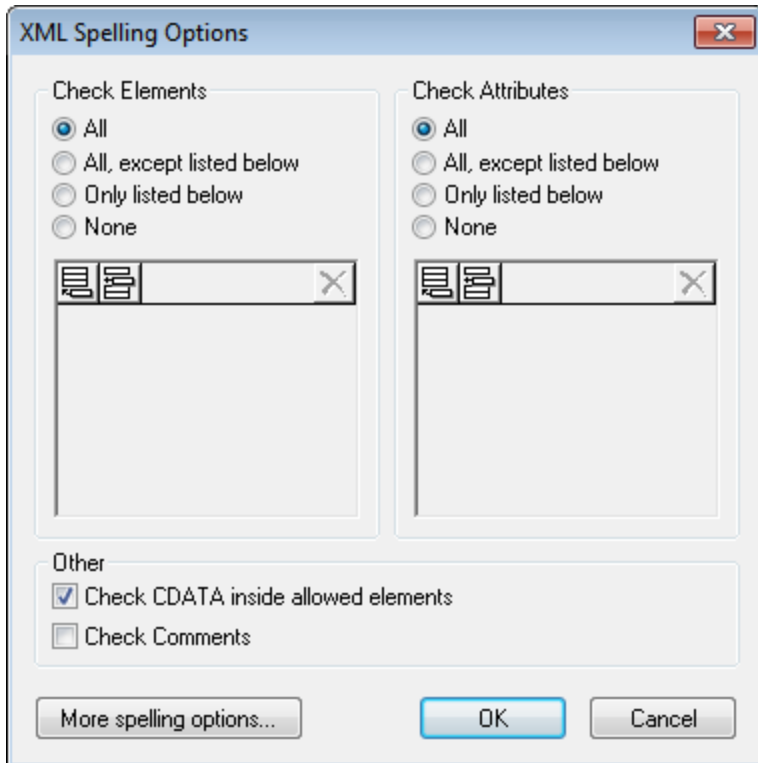 XML Spelling Options
Check Elements
All
All, except listed below
Only listed below
None
Check Attributes
All
All, except listed below
Only listed below
None
Other
Check CDATA inside allowed elements
Check Comments
More spelling options...
OK
Cancel